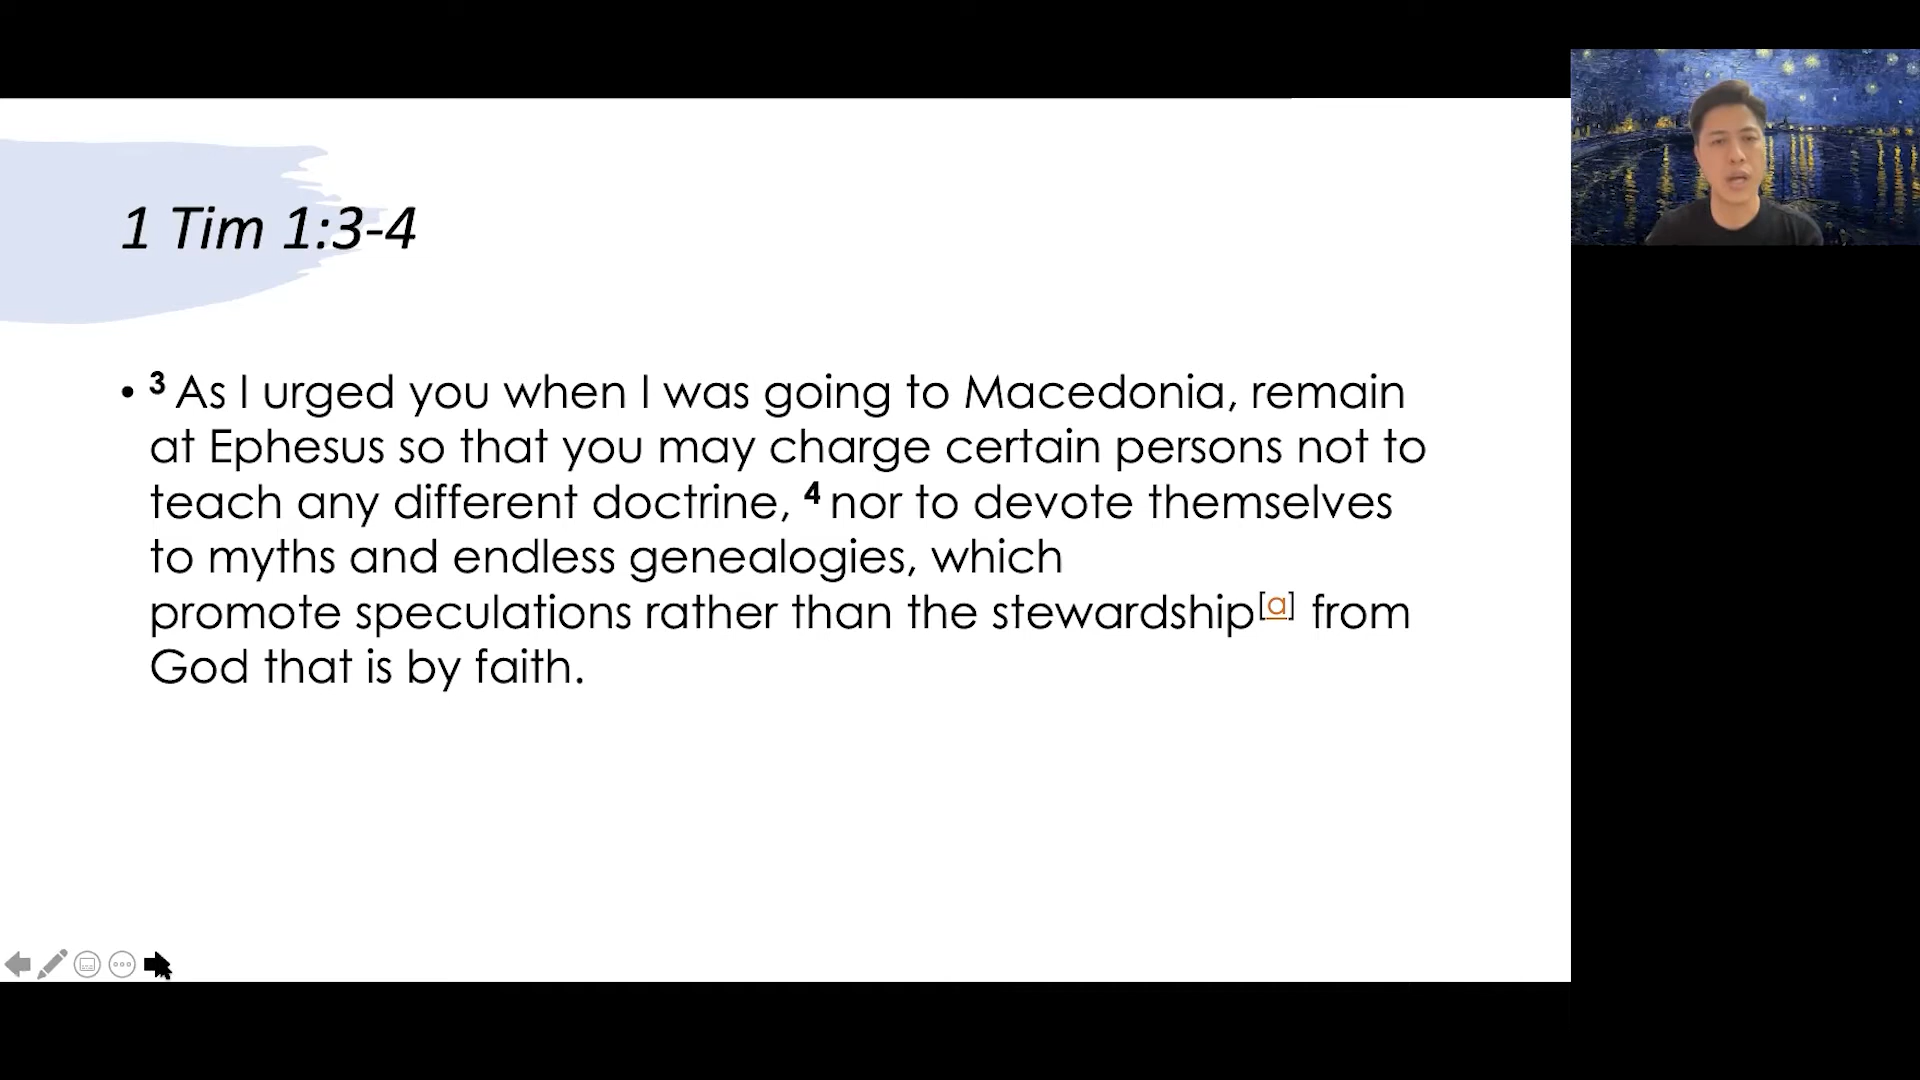 1 Tim 1:3-4
• 3 As I urged you when I was going to Macedonia, remain
at Ephesus so that you may charge certain persons not to
teach any different doctrine, 4 nor to devote themselves
to myths and endless genealogies, which
promote speculations rather than the stewardship[a] from
God that is by faith.